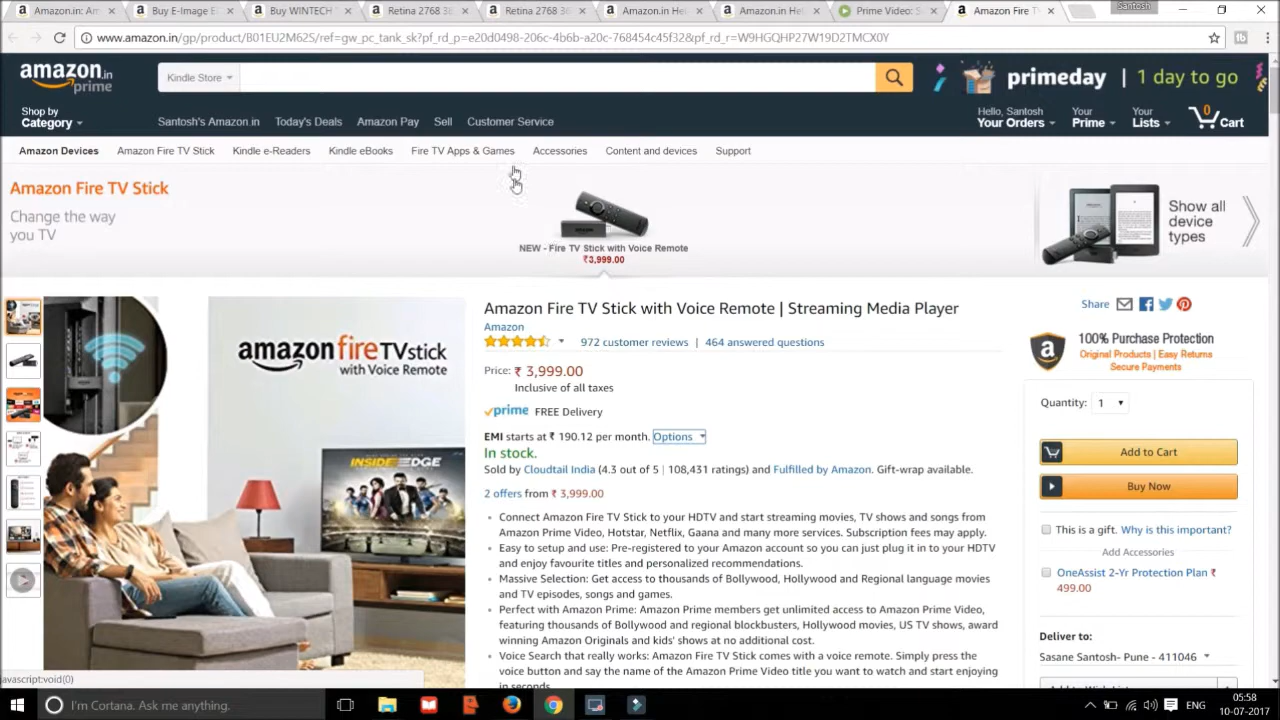 Amazon.in: Am
Buy E-Image E
Buy WINTECH
Retina 2768 38
Retina 2768 36
Amazon.in Hel
Amazon.in Hel
Prime Video: S
Amazon Fire T
Santosh
www.amazon.in/gp/product/B01EU2M62S/ref=gw_pc_tank_sk?pf_rd_p=e20d0498-206c-4b6b-a20c-768454c45f32&pf_rd_r=W9HGQHP27W19D2TMCX0Y
amazon.in
prime
Kindle Store
primeday | 1 day to go
Shop by
Category
Santosh's Amazon.in
Today's Deals
Amazon Pay
Sell
Customer Service
Hello, Santosh
Your Orders
Your
Prime
Your
Lists
0
Cart
Amazon Devices
Amazon Fire TV Stick
Kindle e-Readers
Kindle eBooks
Fire TV Apps & Games
Accessories
Content and devices
Support
Amazon Fire TV Stick
Change the way
you TV
NEW - Fire TV Stick with Voice Remote
₹3,999.00
Show all
device
types
amazon fire TV stick
with Voice Remote
INSIDE EDGE
Amazon Fire TV Stick with Voice Remote | Streaming Media Player
Amazon
972 customer reviews | 464 answered questions
Price: ₹ 3,999.00
Inclusive of all taxes
prime FREE Delivery
EMI starts at ₹ 190.12 per month. Options
In stock.
Sold by Cloudtail India (4.3 out of 5 | 108,431 ratings) and Fulfilled by Amazon. Gift-wrap available.
2 offers from ₹ 3,999.00
Connect Amazon Fire TV Stick to your HDTV and start streaming movies, TV shows and songs from
Amazon Prime Video, Hotstar, Netflix, Gaana and many more services. Subscription fees may apply.
Easy to setup and use: Pre-registered to your Amazon account so you can just plug it in to your HDTV
and enjoy favourite titles and personalized recommendations.
Massive Selection: Get access to thousands of Bollywood, Hollywood and Regional language movies
and TV episodes, songs and games.
Perfect with Amazon Prime: Amazon Prime members get unlimited access to Amazon Prime Video,
featuring thousands of Bollywood and regional blockbusters, Hollywood movies, US TV shows, award
winning Amazon Originals and kids' shows at no additional cost.
Voice Search that really works: Amazon Fire TV Stick comes with a voice remote. Simply press the
voice button and say the name of the Amazon Prime Video title you want to watch and start enjoying
in seconds.
Share
100% Purchase Protection
Original Products | Easy Returns
Secure Payments
Quantity: 1
Add to Cart
Buy Now
This is a gift. Why is this important?
Add Accessories
OneAssist 2-Yr Protection Plan ₹
499.00
Deliver to:
Sasane Santosh- Pune - 411046
Add to Wish List
javascript:void(0)
I'm Cortana. Ask me anything.
ENG
05:58
10-07-2017